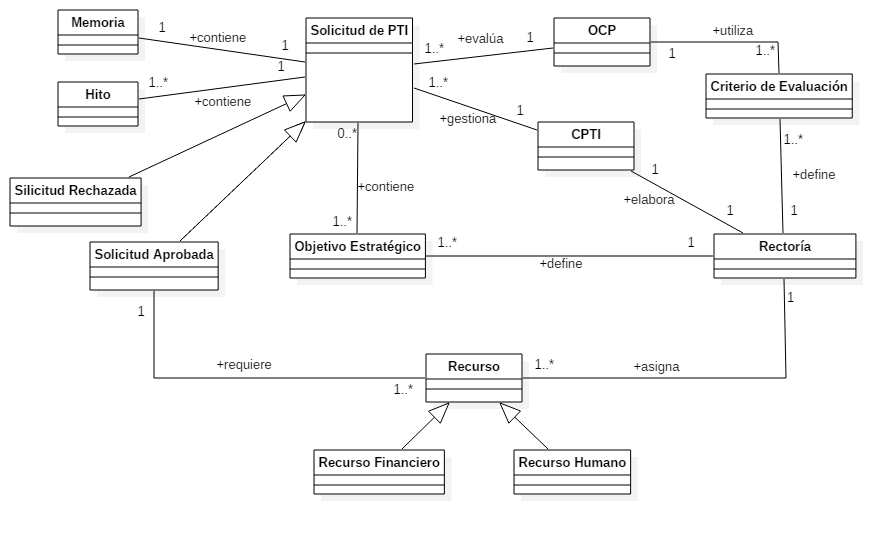 Memoria
1
+contiene
1
Solicitud de PTI
1..*
+evalúa
1
OCP
+utiliza
1
1..*
Hito
1..*
+contiene
1
1..*
+gestiona
1
CPTI
Criterio de Evaluación
1..*
+define
1
0..*
+contiene
1..*
1
+elabora
1
Silicitud Rechazada
Solicitud Aprobada
Objetivo Estratégico
1..*
+define
1
Rectoría
1
1
+requiere
1..*
Recurso
1..*
+asigna
Recurso Financiero
Recurso Humano